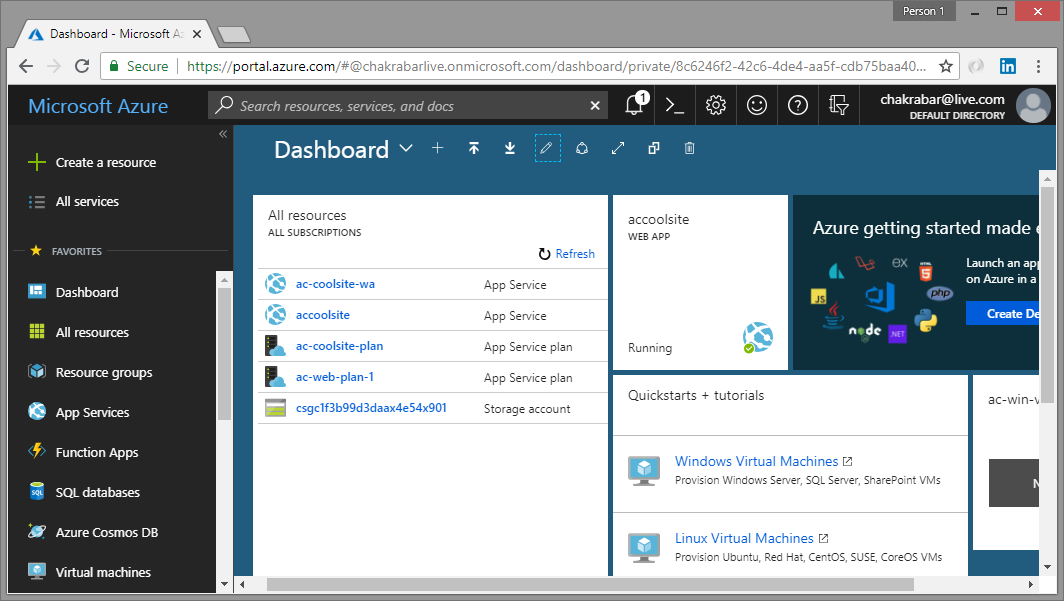 Person 1
Dashboard - Microsoft Az
Secure
https://portal.azure.com/#@chakrabarlive.onmicrosoft.com/dashboard/private/8c6246f2-42c6-4de4-aa5f-cdb75baa40...
Microsoft Azure
Search resources, services, and docs
1
chakrabar@live.com
DEFAULT DIRECTORY
Create a resource
All services
FAVORITES
Dashboard
All resources
Resource groups
App Services
Function Apps
SQL
SQL databases
Azure Cosmos DB
Virtual machines
Dashboard
All resources
ALL SUBSCRIPTIONS
Refresh
ac-coolsite-wa App Service
accoolsite App Service
ac-coolsite-plan App Service plan
ac-web-plan-1 App Service plan
csgc1f3b99d3daax4e54x901 Storage account
accoolsite
WEB APP
Running
Azure getting started made e
Launch an app
on Azure in a
Create De
EX
HTML
JS
php
node
.NET
Quickstarts + tutorials
Windows Virtual Machines
Provision Windows Server, SQL Server, SharePoint VMs
Linux Virtual Machines
Provision Ubuntu, Red Hat, CentOS, SUSE, CoreOS VMs
ac-win-v
N